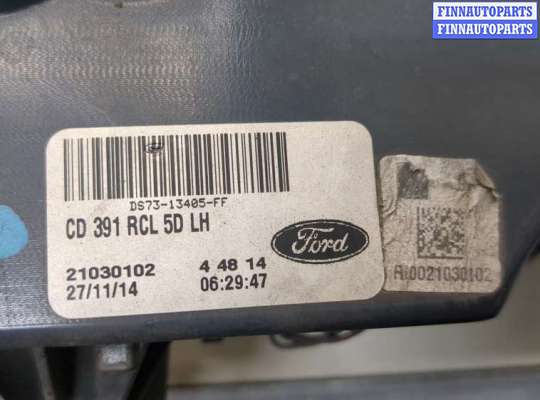 FINNAUTOPARTS
FINNAUTOPARTS
DS73-13405-FF
CD 391 RCL 5D LH
Ford
21030102 4 48 14
27/11/14 06:29:47
R:0021030102